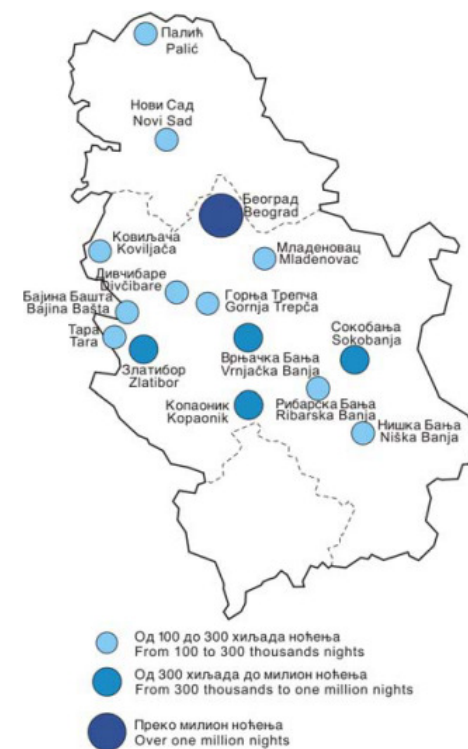 Палић
Palić
Нови Сад
Novi Sad
Београд
Beograd
Ковиљача
Koviljača
Младеновац
Mladenovac
Дивчибаре
Divčibare
Бајина Башта
Bajina Bašta
Горња Трепча
Gornja Trepča
Тара
Tara
Златибор
Zlatibor
Врњачка Бања
Vrnjačka Banja
Сокобања
Sokobanja
Копаоник
Kopaonik
Рибарска Бања
Ribarska Banja
Нишка Бања
Niška Banja
Од 100 до 300 хиљада ноћења
From 100 to 300 thousands nights
Од 300 хиљада до милион ноћења
From 300 thousands to one million nights
Преко милион ноћења
Over one million nights